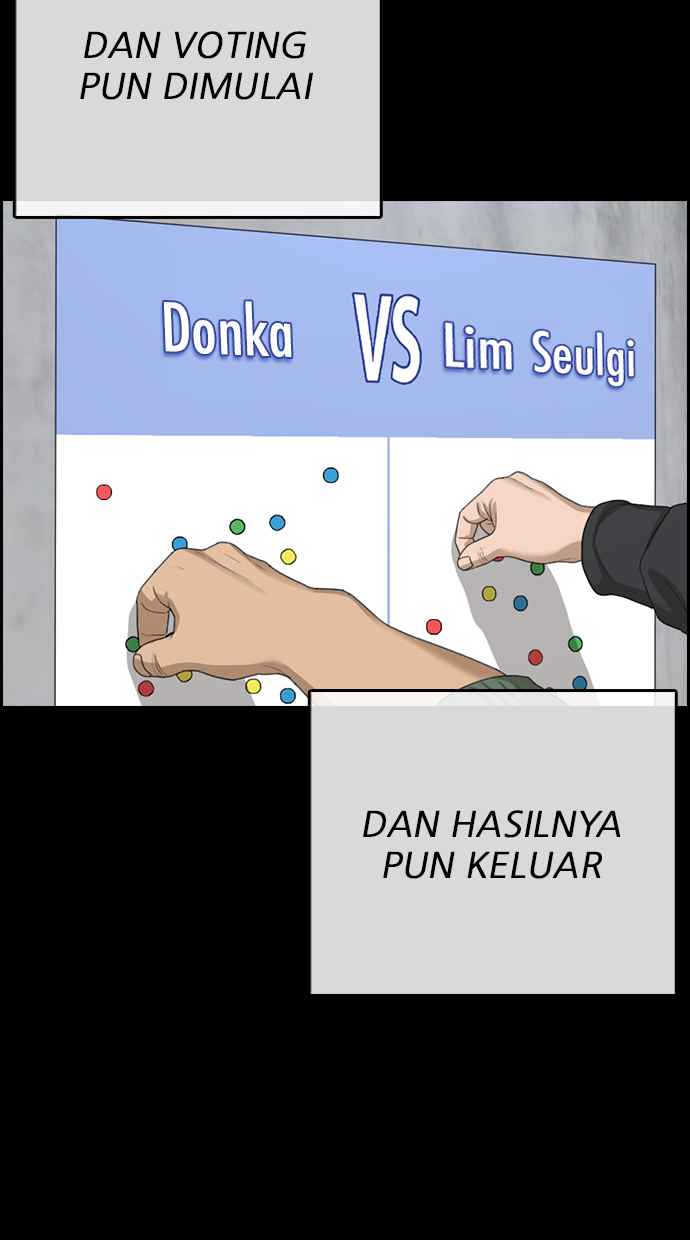 DAN VOTING
PUN DIMULAI
Donka VS Lim Seulgi
DAN HASILNYA
PUN KELUAR